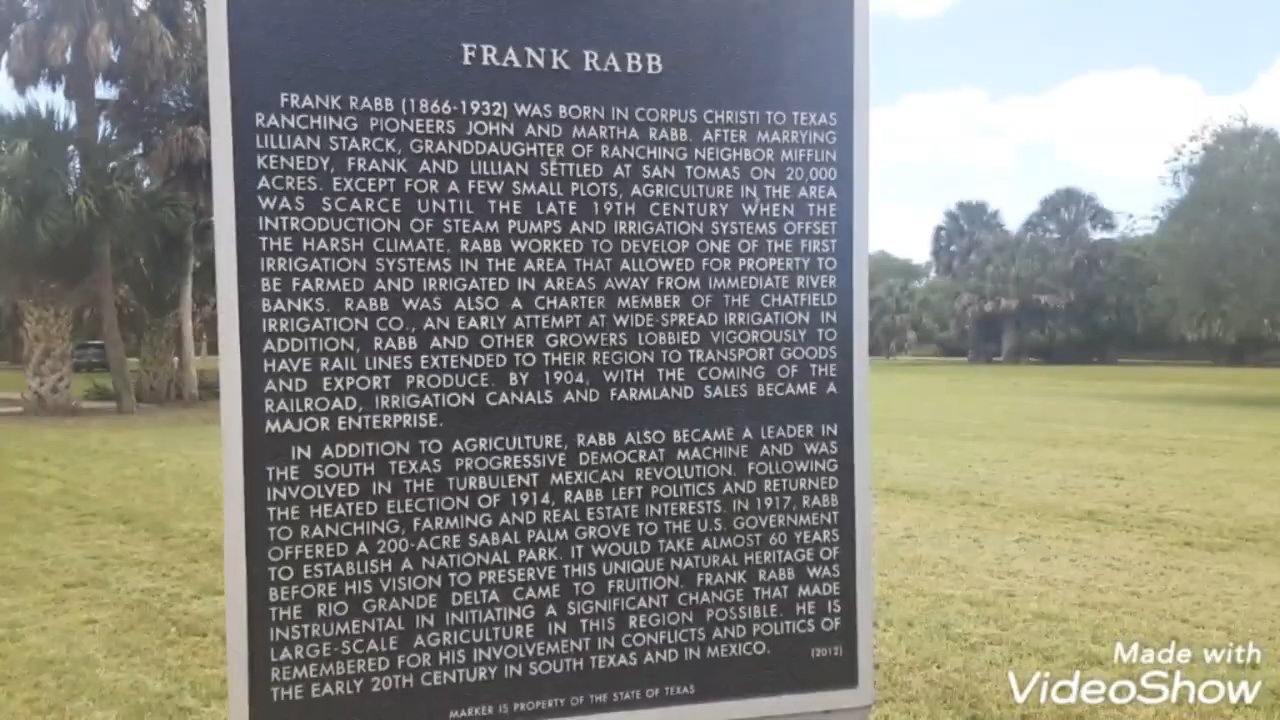 FRANK RABB
FRANK RABB (1866-1932) WAS BORN IN CORPUS CHRISTI TO TEXAS
RANCHING PIONEERS JOHN AND MARTHA RABB. AFTER MARRYING
LILLIAN STARCK, GRANDDAUGHTER OF RANCHING NEIGHBOR MIFFLIN
KENEDY, FRANK AND LILLIAN SETTLED AT SAN TOMAS ON 20,000
ACRES. EXCEPT FOR A FEW SMALL PLOTS, AGRICULTURE IN THE AREA
WAS SCARCE UNTIL THE LATE 19TH CENTURY WHEN THE
INTRODUCTION OF STEAM PUMPS AND IRRIGATION SYSTEMS OFFSET
THE HARSH CLIMATE. RABB WORKED TO DEVELOP ONE OF THE FIRST
IRRIGATION SYSTEMS IN THE AREA THAT ALLOWED FOR PROPERTY TO
BE FARMED AND IRRIGATED IN AREAS AWAY FROM IMMEDIATE RIVER
BANKS. RABB WAS ALSO A CHARTER MEMBER OF THE CHATFIELD
IRRIGATION CO., AN EARLY ATTEMPT AT WIDE-SPREAD IRRIGATION IN
ADDITION, RABB AND OTHER GROWERS LOBBIED VIGOROUSLY TO
HAVE RAIL LINES EXTENDED TO THEIR REGION TO TRANSPORT GOODS
AND EXPORT PRODUCE. BY 1904, WITH THE COMING OF THE
RAILROAD, IRRIGATION CANALS AND FARMLAND SALES BECAME A
MAJOR ENTERPRISE.
IN ADDITION TO AGRICULTURE, RABB ALSO BECAME A LEADER IN
THE SOUTH TEXAS PROGRESSIVE DEMOCRAT MACHINE AND WAS
INVOLVED IN THE TURBULENT MEXICAN REVOLUTION. FOLLOWING
THE HEATED ELECTION OF 1914, RABB LEFT POLITICS AND RETURNED
TO RANCHING, FARMING AND REAL ESTATE INTERESTS. IN 1917, RABB
OFFERED A 200-ACRE SABAL PALM GROVE TO THE U.S. GOVERNMENT
TO ESTABLISH A NATIONAL PARK. IT WOULD TAKE ALMOST 60 YEARS
BEFORE HIS VISION TO PRESERVE THIS UNIQUE NATURAL HERITAGE OF
THE RIO GRANDE DELTA CAME TO FRUITION. FRANK RABB WAS
INSTRUMENTAL IN INITIATING A SIGNIFICANT CHANGE THAT MADE
LARGE-SCALE AGRICULTURE IN THIS REGION POSSIBLE. HE IS
REMEMBERED FOR HIS INVOLVEMENT IN CONFLICTS AND POLITICS OF
THE EARLY 20TH CENTURY IN SOUTH TEXAS AND IN MEXICO. (2012)
MARKER IS PROPERTY OF THE STATE OF TEXAS
Made with
VideoShow